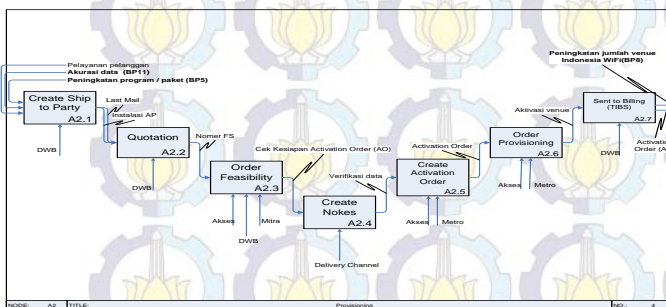 Peningkatan jumlah venue
Indonesia WiFi(BP6)
Pelayanan pelanggan
Akurasi data (BP11)
Peningkatan program / paket (BP5)
Create Ship
to Party
A2.1
Last Mail
Instalasi AP
DWB
Quotation
A2.2
Nomer FS
DWB
Order
Feasibility
A2.3
Cek Kesiapan Activation Order (AO)
Akses
Mitra
DWB
Create
Nokes
A2.4
Verifikasi data
Delivery Channel
Create
Activation
Order
A2.5
Activation Order
Akses
Metro
Order
Provisioning
A2.6
Aktivasi venue
Akses
Metro
Sent to Billing
(TIBS)
A2.7
DWB
NODE: A2 TITLE: Provisioning NO.: 4